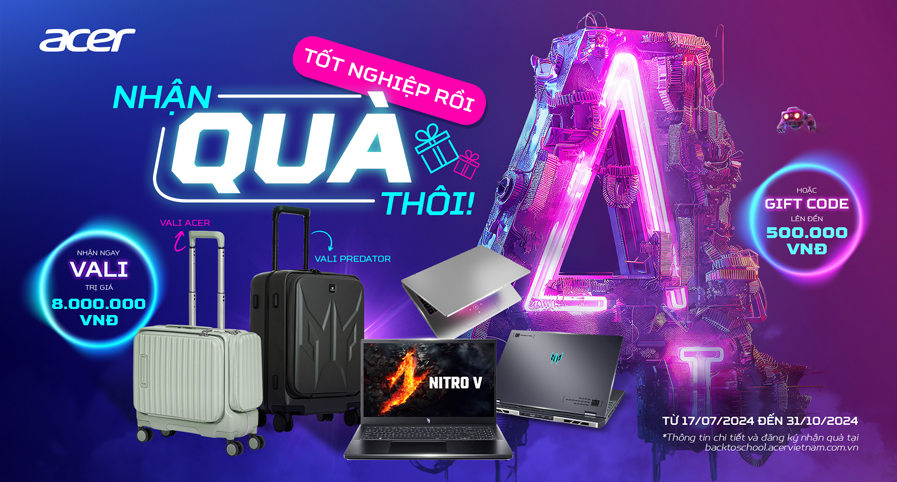 acer
TỐT NGHIỆP RỒI
NHẬN
QUÀ
THÔI!
VALI ACER
VALI PREDATOR
NHẬN NGAY
VALI
TRỊ GIÁ
8.000.000
VNĐ
HOẶC
GIFT CODE
LÊN ĐẾN
500.000
VNĐ
NITRO V
TỪ 17/07/2024 ĐẾN 31/10/2024
*Thông tin chi tiết và đăng ký nhận quà tại
backtoschool.acervietnam.com.vn